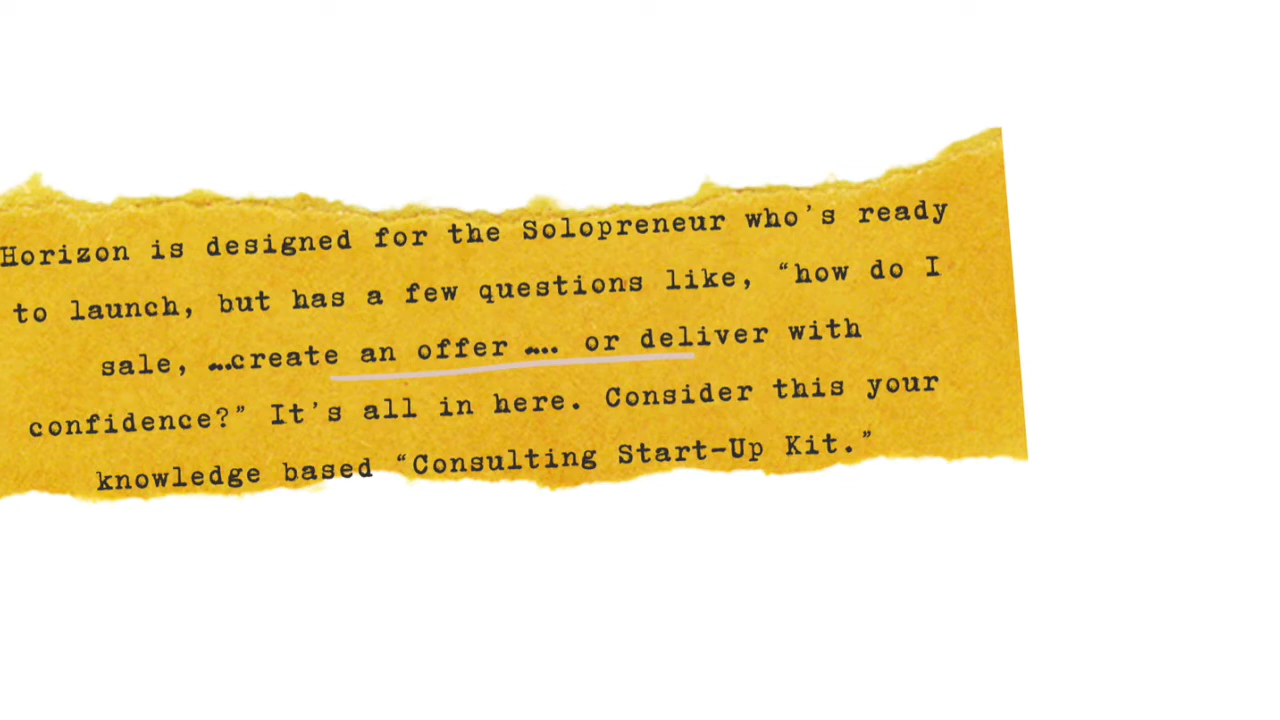 Horizon is designed for the Solopreneur who's ready
to launch, but has a few questions like, “how do I
sale, …create an offer …. or deliver with
confidence?” It's all in here. Consider this your
knowledge based “Consulting Start-Up Kit.”